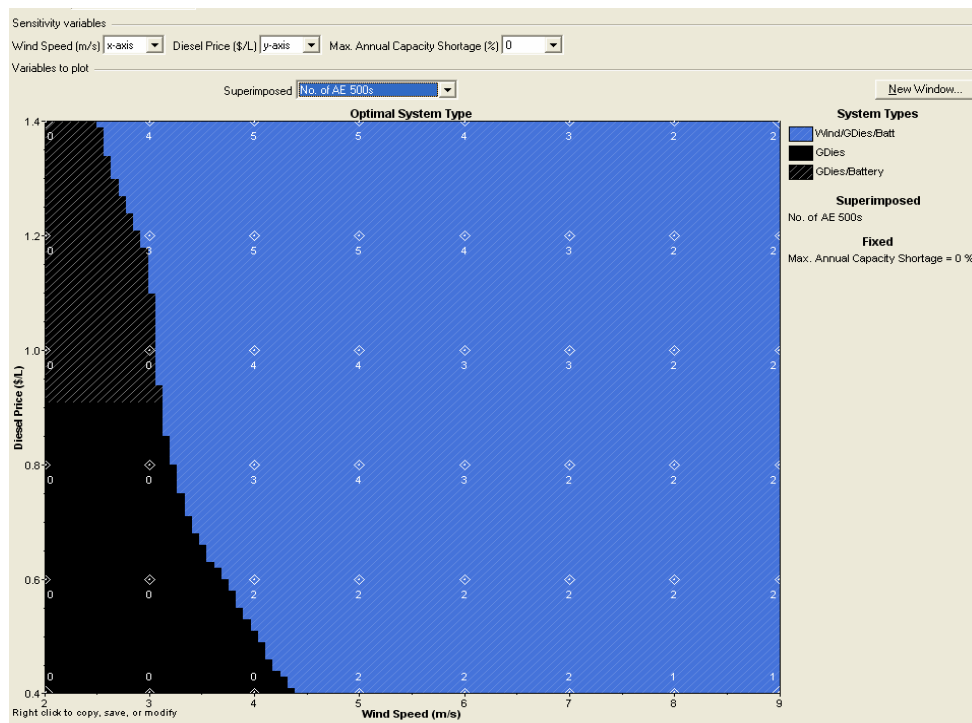 Sensitivity variables
Wind Speed (m/s) x-axis Diesel Price ($/L) y-axis Max. Annual Capacity Shortage (%) 0
Variables to plot
Superimposed No. of AE 500s New Window...
Optimal System Type
System Types
Wind/GDies/Batt
GDies
GDies/Battery
Superimposed
No. of AE 500s
Fixed
Max. Annual Capacity Shortage = 0 %
1.4
0 4 5 5 4 3 2 2
1.2
0 3 5 5 4 3 2 2
1.0
0 0 4 4 3 3 2 2
Diesel Price ($/L)
0.8
0 0 3 4 3 2 2 2
0.6
0 0 2 2 2 2 2 2
0 0 0 2 2 2 1 1
0.4
2 3 4 5 6 7 8 9
Right click to copy, save, or modify
Wind Speed (m/s)